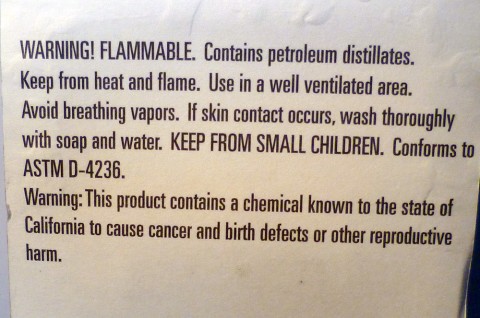 WARNING! FLAMMABLE. Contains petroleum distillates.
Keep from heat and flame. Use in a well ventilated area.
Avoid breathing vapors. If skin contact occurs, wash thoroughly
with soap and water. KEEP FROM SMALL CHILDREN. Conforms to
ASTM D-4236.
Warning: This product contains a chemical known to the state of
California to cause cancer and birth defects or other reproductive
harm.